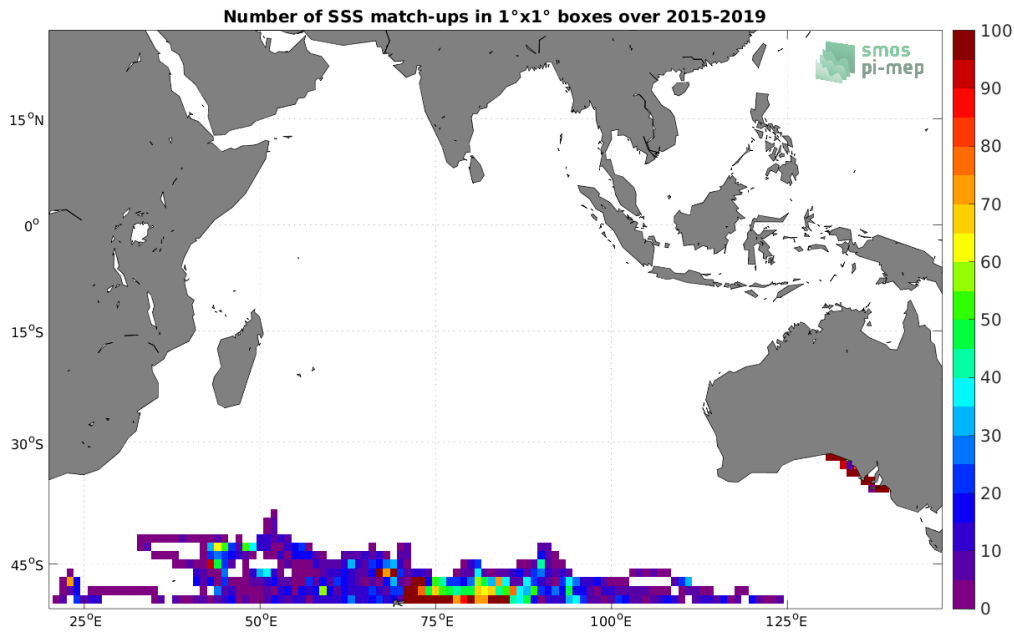 Number of SSS match-ups in 1°x1° boxes over 2015-2019
smos
pi-mep
100
90
80
70
60
50
40
30
20
10
0
15°N
0°
15°S
30°S
45°S
25°E
50°E
75°E
100°E
125°E